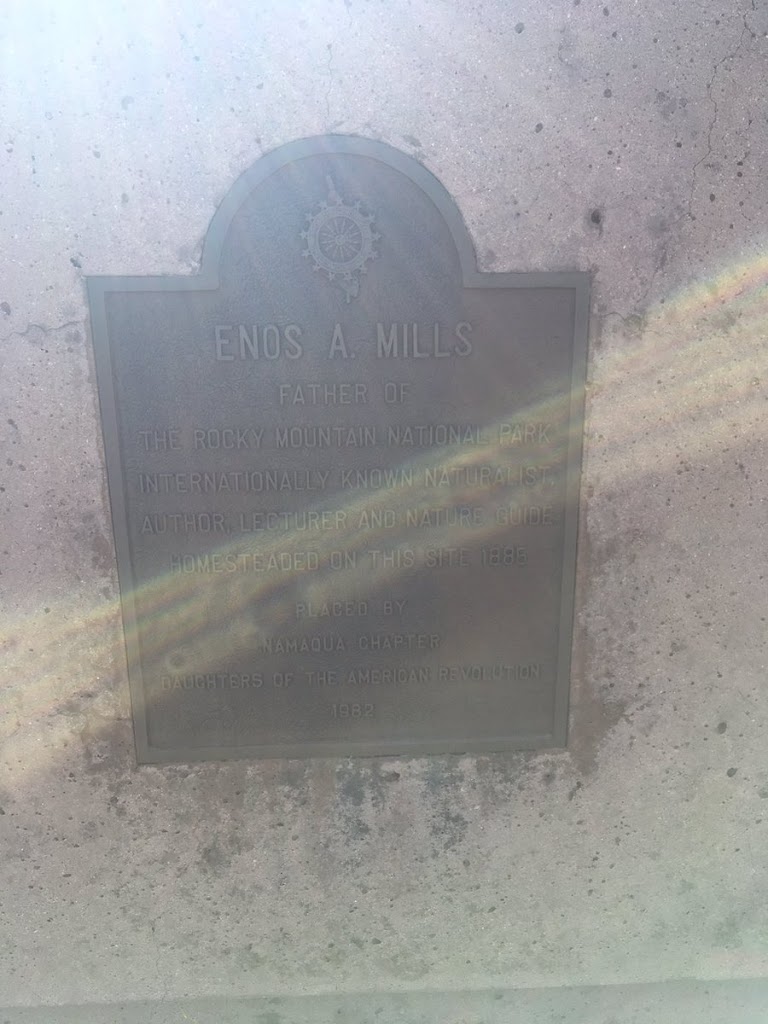 ENOS A. MILLS
FATHER OF
THE ROCKY MOUNTAIN NATIONAL PARK
INTERNATIONALLY KNOWN NATURALIST,
AUTHOR, LECTURER AND NATURE GUIDE
HOMESTEADED ON THIS SITE 1885
PLACED BY
NAMAQUA CHAPTER
DAUGHTERS OF THE AMERICAN REVOLUTION
1982